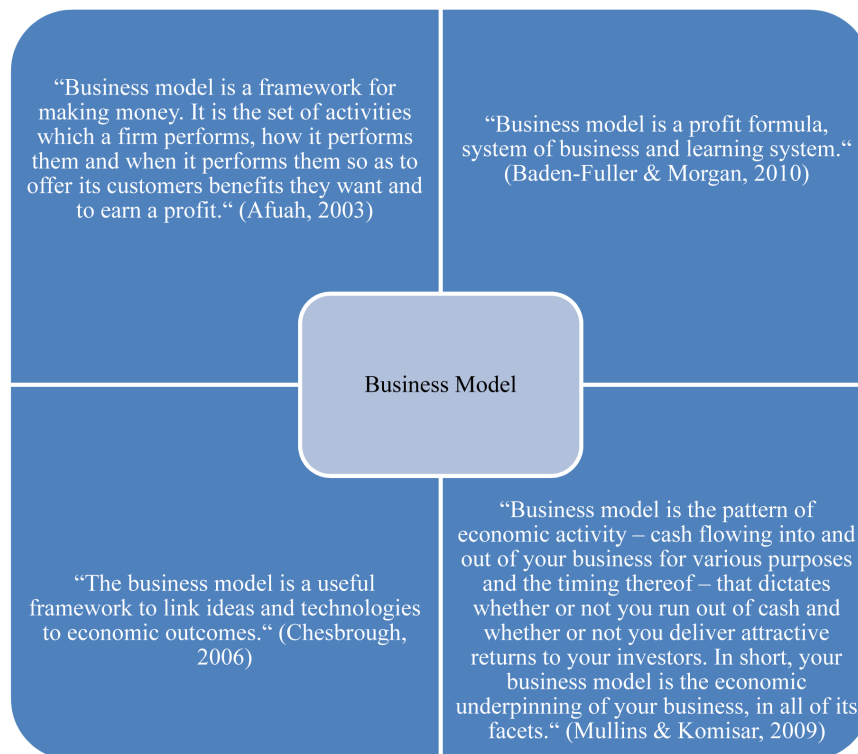 “Business model is a framework for
making money. It is the set of activities
which a firm performs, how it performs
them and when it performs them so as to
offer its customers benefits they want and
to earn a profit.“ (Afuah, 2003)
“Business model is a profit formula,
system of business and learning system.“
(Baden-Fuller & Morgan, 2010)
Business Model
“The business model is a useful
framework to link ideas and technologies
to economic outcomes.“ (Chesbrough,
2006)
“Business model is the pattern of
economic activity – cash flowing into and
out of your business for various purposes
and the timing thereof – that dictates
whether or not you run out of cash and
whether or not you deliver attractive
returns to your investors. In short, your
business model is the economic
underpinning of your business, in all of its
facets.“ (Mullins & Komisar, 2009)